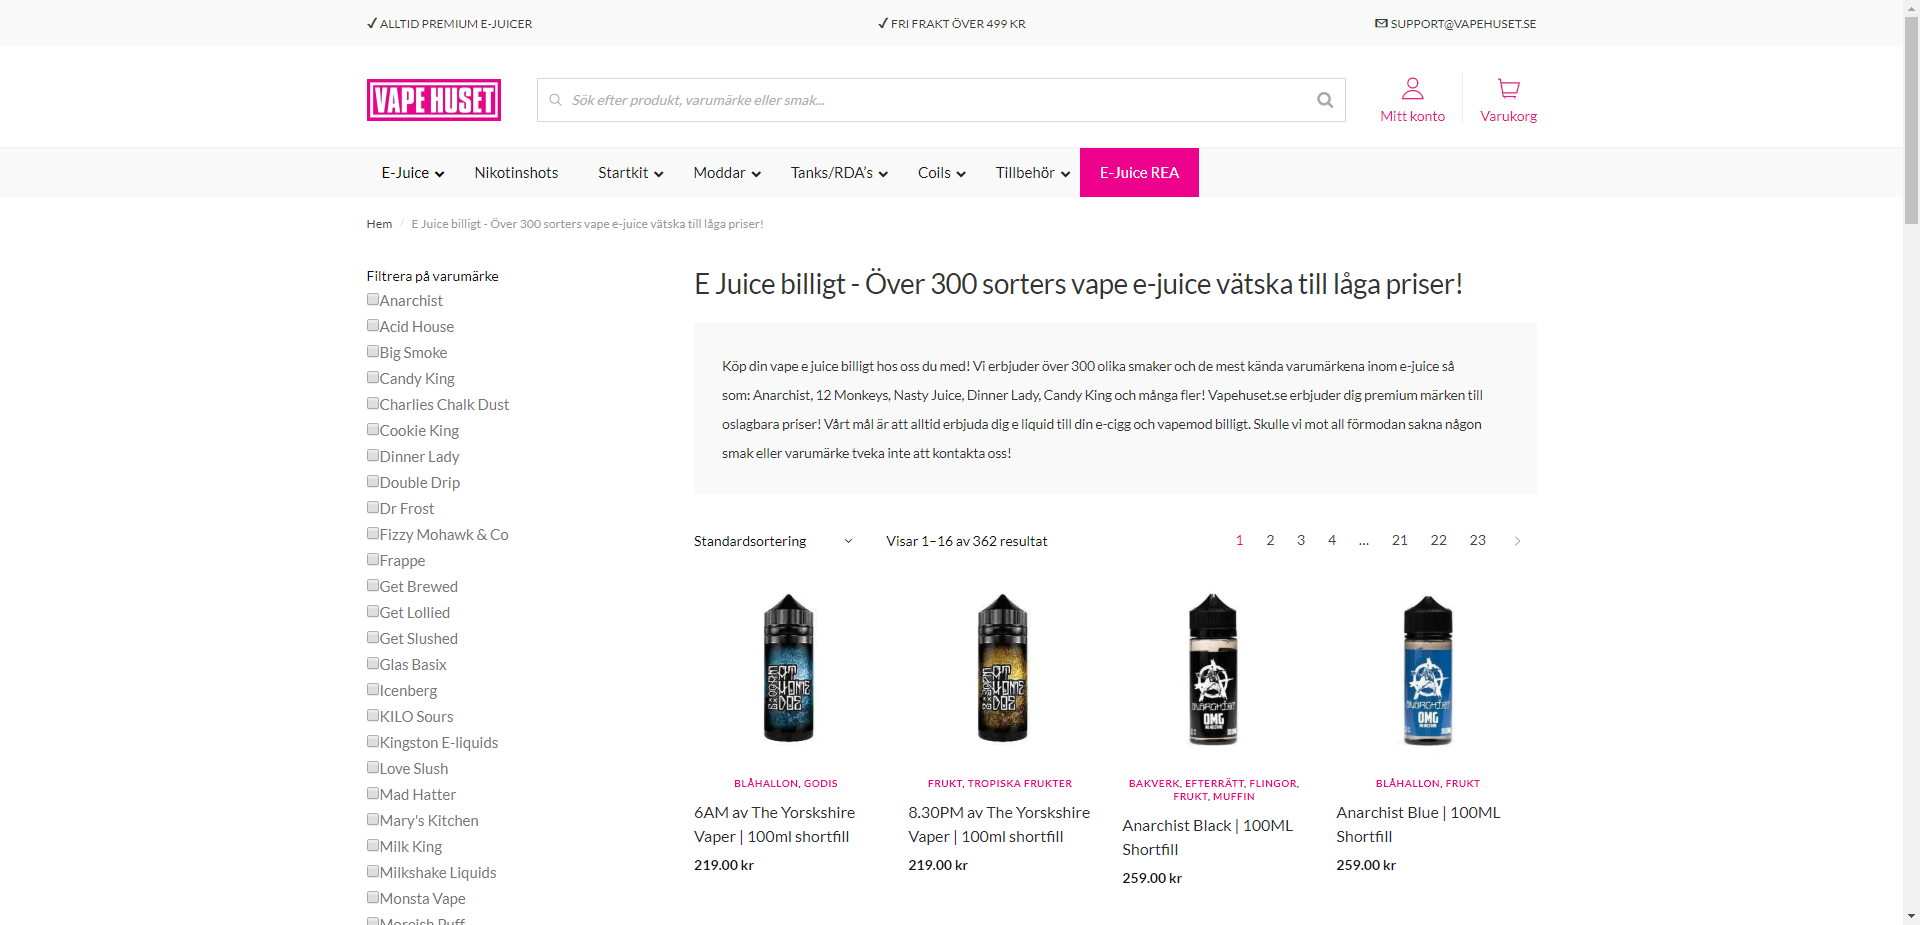 ALLTID PREMIUM E-JUICER
FRI FRAKT ÖVER 499 KR
SUPPORT@VAPEHUSET.SE
VAPE HUSET
Sök efter produkt, varumärke eller smak...
Mitt konto
Varukorg
E-Juice
Nikotinshots
Startkit
Moddar
Tanks/RDA's
Coils
Tillbehör
E-Juice REA
Hem / E Juice billigt - Över 300 sorters vape e-juice vätska till låga priser!
Filtrera på varumärke
Anarchist
Acid House
Big Smoke
Candy King
Charlies Chalk Dust
Cookie King
Dinner Lady
Double Drip
Dr Frost
Fizzy Mohawk & Co
Frappe
Get Brewed
Get Lollied
Get Slushed
Glas Basix
Icenberg
KILO Sours
Kingston E-liquids
Love Slush
Mad Hatter
Mary's Kitchen
Milk King
Milkshake Liquids
Monsta Vape
Moreish Puff
E Juice billigt - Över 300 sorters vape e-juice vätska till låga priser!
Köp din vape e juice billigt hos oss du med! Vi erbjuder över 300 olika smaker och de mest kända varumärkena inom e-juice så
som: Anarchist, 12 Monkeys, Nasty Juice, Dinner Lady, Candy King och många fler! Vapehuset.se erbjuder dig premium märken till
oslagbara priser! Vårt mål är att alltid erbjuda dig e liquid till din e-cigg och vapemod billigt. Skulle vi mot all förmodan sakna någon
smak eller varumärke tveka inte att kontakta oss!
Standardsortering
Visar 1–16 av 362 resultat
1 2 3 4 … 21 22 23
ANARCHIST
OMG
ANARCHIST
OMG
BLÅHALLON, GODIS
6AM av The Yorskshire
Vaper | 100ml shortfill
219.00 kr
FRUKT, TROPISKA FRUKTER
8.30PM av The Yorskshire
Vaper | 100ml shortfill
219.00 kr
BAKVERK, EFTERRÄTT, FLINGOR,
FRUKT, MUFFIN
Anarchist Black | 100ML
Shortfill
259.00 kr
BLÅHALLON, FRUKT
Anarchist Blue | 100ML
Shortfill
259.00 kr